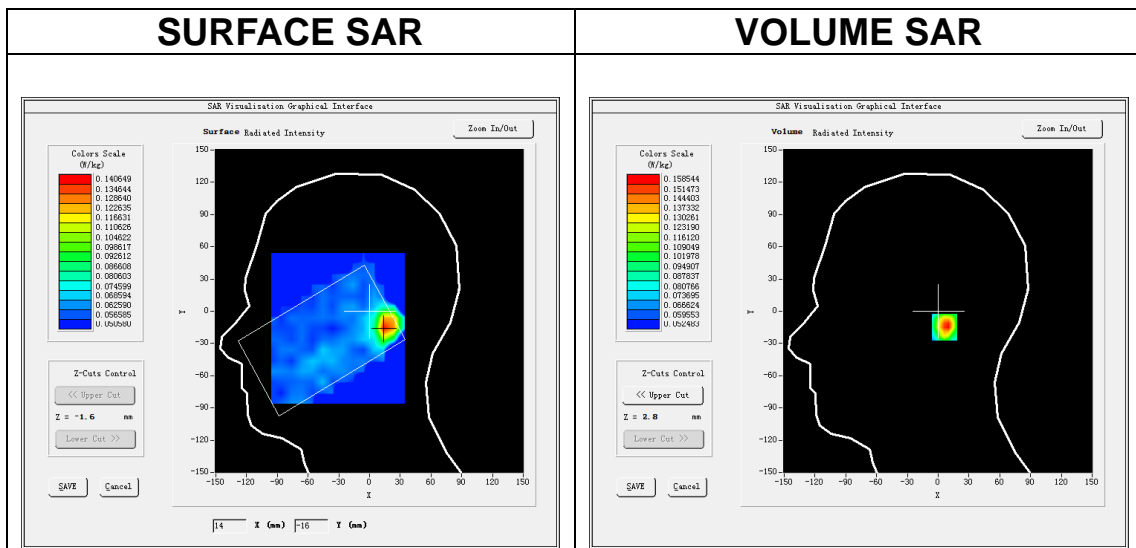 SURFACE SAR
VOLUME SAR
SAR Visualisation Graphical Interface
Surface Radiated Intensity
Zoom In/Out
Colors Scale
(W/kg)
0.140649
0.134644
0.128640
0.122635
0.116631
0.110626
0.104622
0.098617
0.092612
0.086608
0.080603
0.074599
0.068594
0.062590
0.056585
0.050580
150
120
90
60
30
0
-30
-60
-90
-120
-150
Y
-150 -120 -90 -60 -30 0 30 60 90 120 150
X
Z-Cuts Control
<< Upper Cut
Z = -1.6 mm
Lower Cut >>
SAVE Cancel
14 X (mm) -16 Y (mm)
SAR Visualisation Graphical Interface
Volume Radiated Intensity
Zoom In/Out
Colors Scale
(W/kg)
0.158544
0.151473
0.144403
0.137332
0.130261
0.123190
0.116120
0.109049
0.101978
0.094907
0.087837
0.080766
0.073695
0.066624
0.059553
0.052483
150
120
90
60
30
0
-30
-60
-90
-120
-150
Y
-150 -120 -90 -60 -30 0 30 60 90 120 150
X
Z-Cuts Control
<< Upper Cut
Z = 2.8 mm
Lower Cut >>
SAVE Cancel